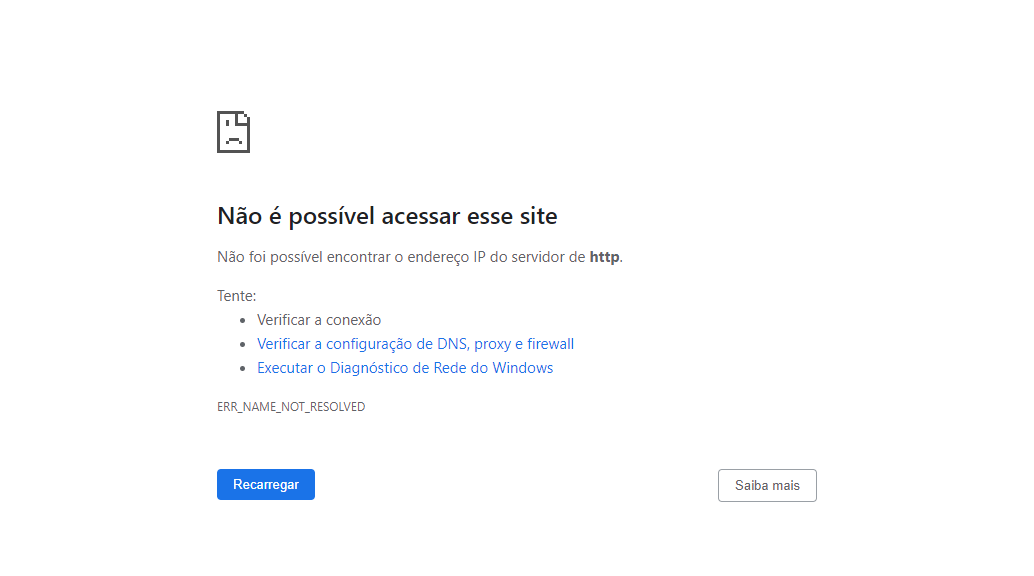 Não é possível acessar esse site
Não foi possível encontrar o endereço IP do servidor de http.
Tente:
Verificar a conexão
Verificar a configuração de DNS, proxy e firewall
Executar o Diagnóstico de Rede do Windows
ERR_NAME_NOT_RESOLVED
Recarregar
Saiba mais